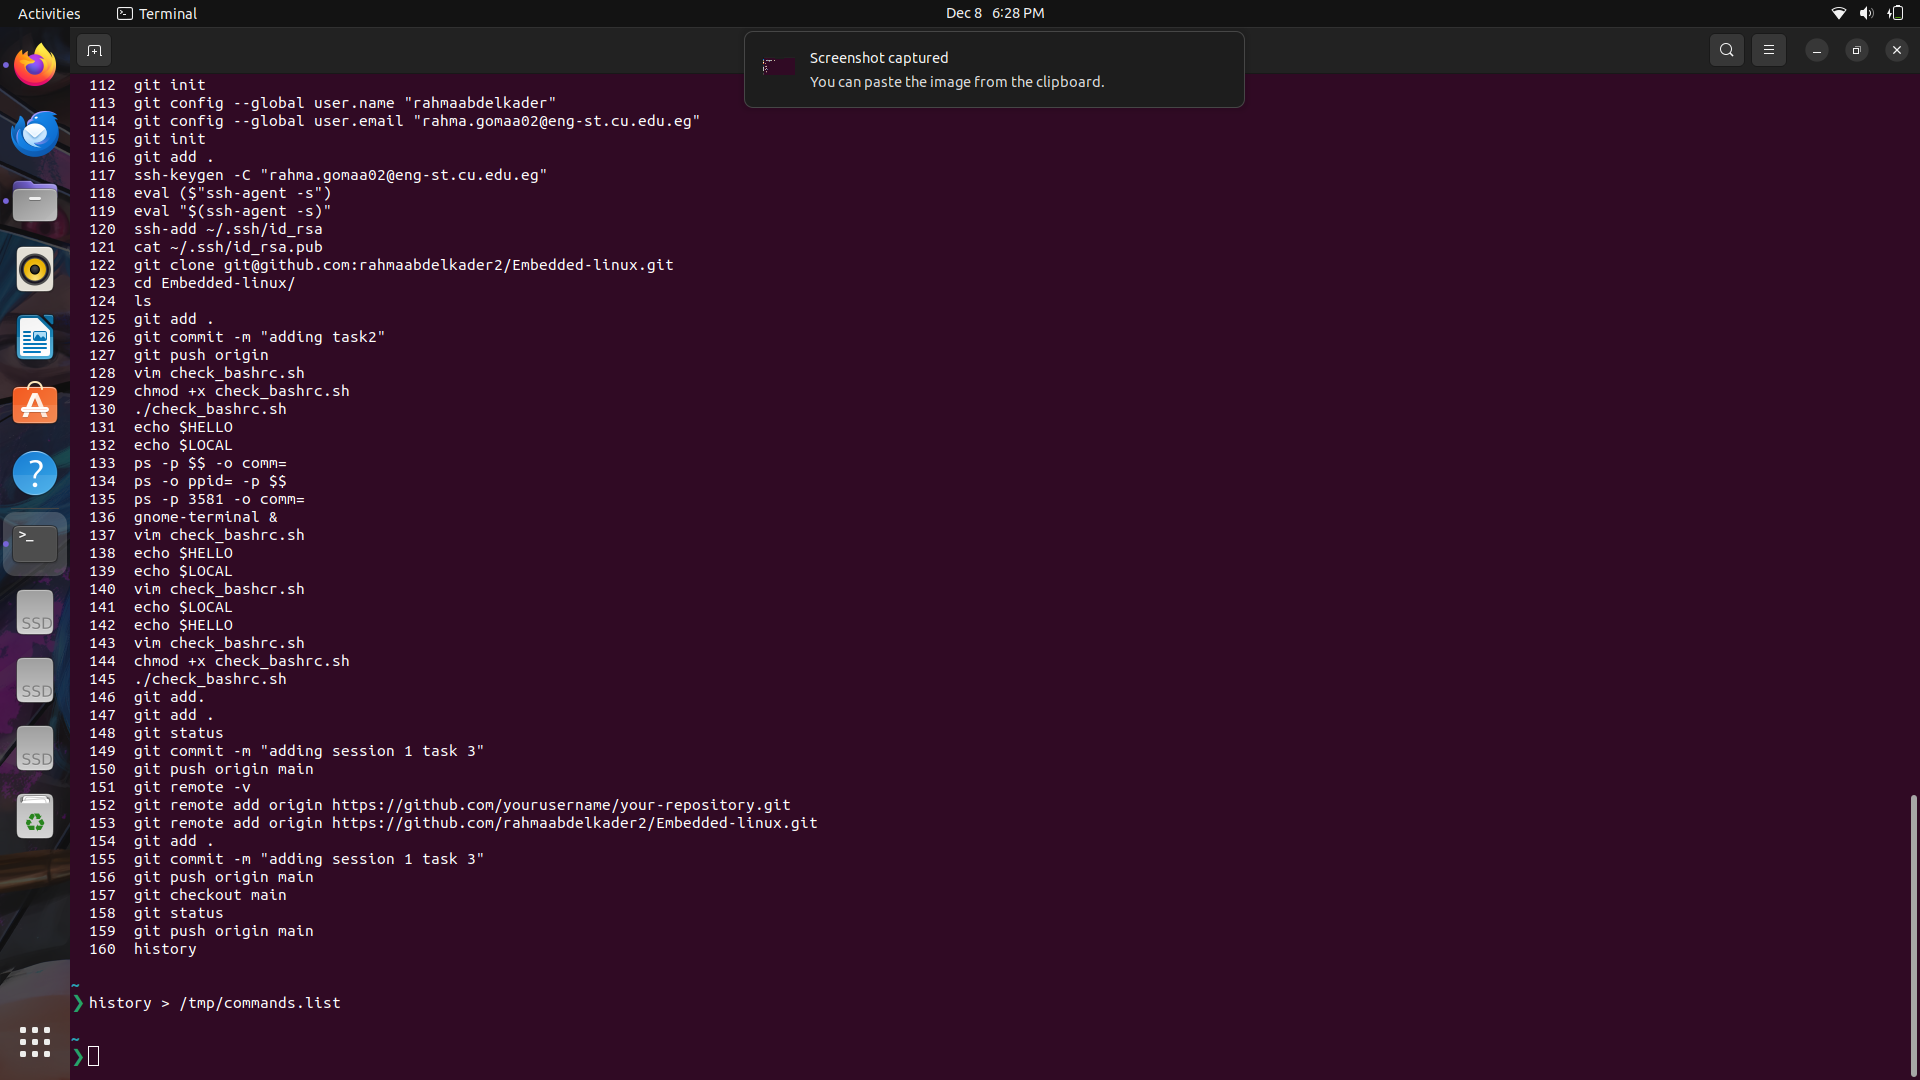 Activities
Terminal
Dec 8 6:28 PM
Screenshot captured
You can paste the image from the clipboard.
112 git init
113 git config --global user.name "rahmaabdelkader"
114 git config --global user.email "rahma.gomaa02@eng-st.cu.edu.eg"
115 git init
116 git add .
117 ssh-keygen -C "rahma.gomaa02@eng-st.cu.edu.eg"
118 eval ($"ssh-agent -s")
119 eval "$(ssh-agent -s)"
120 ssh-add ~/.ssh/id_rsa
121 cat ~/.ssh/id_rsa.pub
122 git clone git@github.com:rahmaabdelkader2/Embedded-linux.git
123 cd Embedded-linux/
124 ls
125 git add .
126 git commit -m "adding task2"
127 git push origin
128 vim check_bashrc.sh
129 chmod +x check_bashrc.sh
130 ./check_bashrc.sh
131 echo $HELLO
132 echo $LOCAL
133 ps -p $$ -o comm=
134 ps -o ppid= -p $$
135 ps -p 3581 -o comm=
136 gnome-terminal &
137 vim check_bashrc.sh
138 echo $HELLO
139 echo $LOCAL
140 vim check_bashcr.sh
141 echo $LOCAL
142 echo $HELLO
143 vim check_bashrc.sh
144 chmod +x check_bashrc.sh
145 ./check_bashrc.sh
146 git add.
147 git add .
148 git status
149 git commit -m "adding session 1 task 3"
150 git push origin main
151 git remote -v
152 git remote add origin https://github.com/yourusername/your-repository.git
153 git remote add origin https://github.com/rahmaabdelkader2/Embedded-linux.git
154 git add .
155 git commit -m "adding session 1 task 3"
156 git push origin main
157 git checkout main
158 git status
159 git push origin main
160 history
~
❯ history > /tmp/commands.list
~
❯
SSD
SSD
SSD